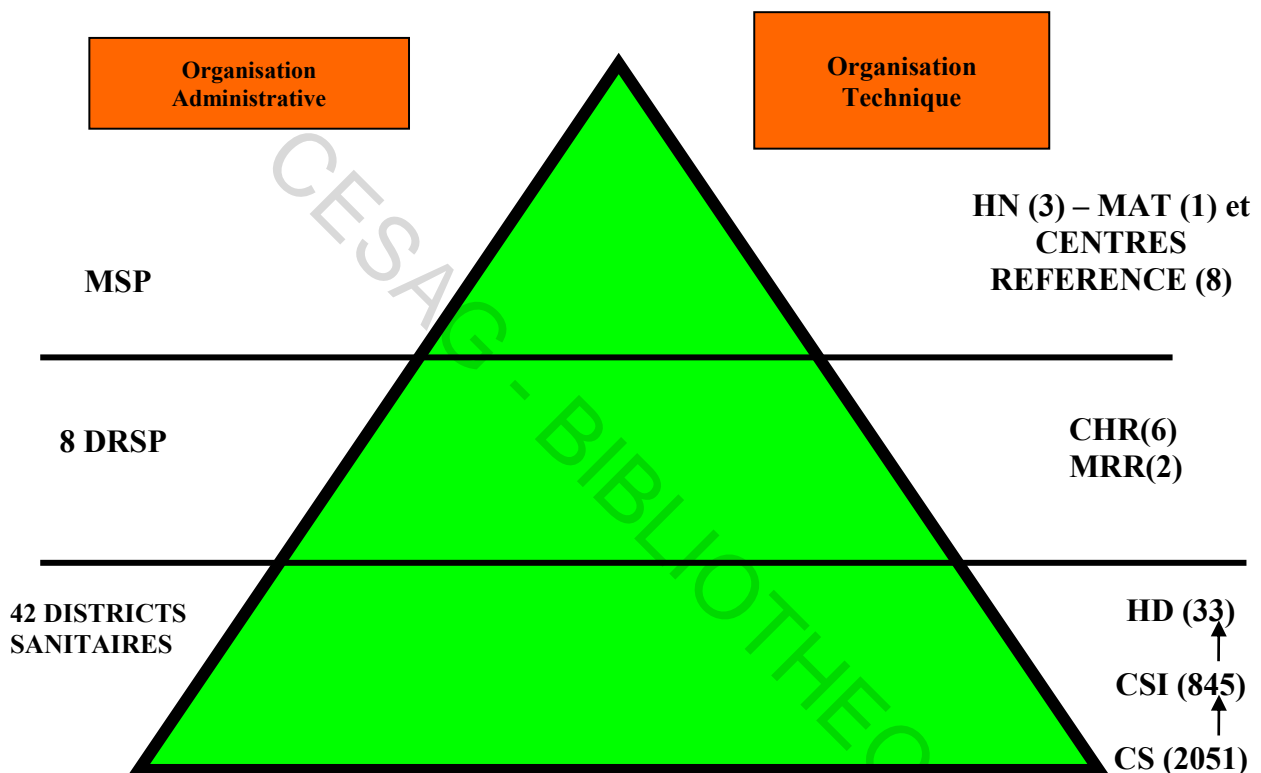 Organisation
Administrative
Organisation
Technique
HN (3) – MAT (1) et
CENTRES
REFERENCE (8)
MSP
8 DRSP
CHR(6)
MRR(2)
42 DISTRICTS
SANITAIRES
HD (33)
CSI (845)
CS (2051)
CESAG - BIBLIOTHEQ